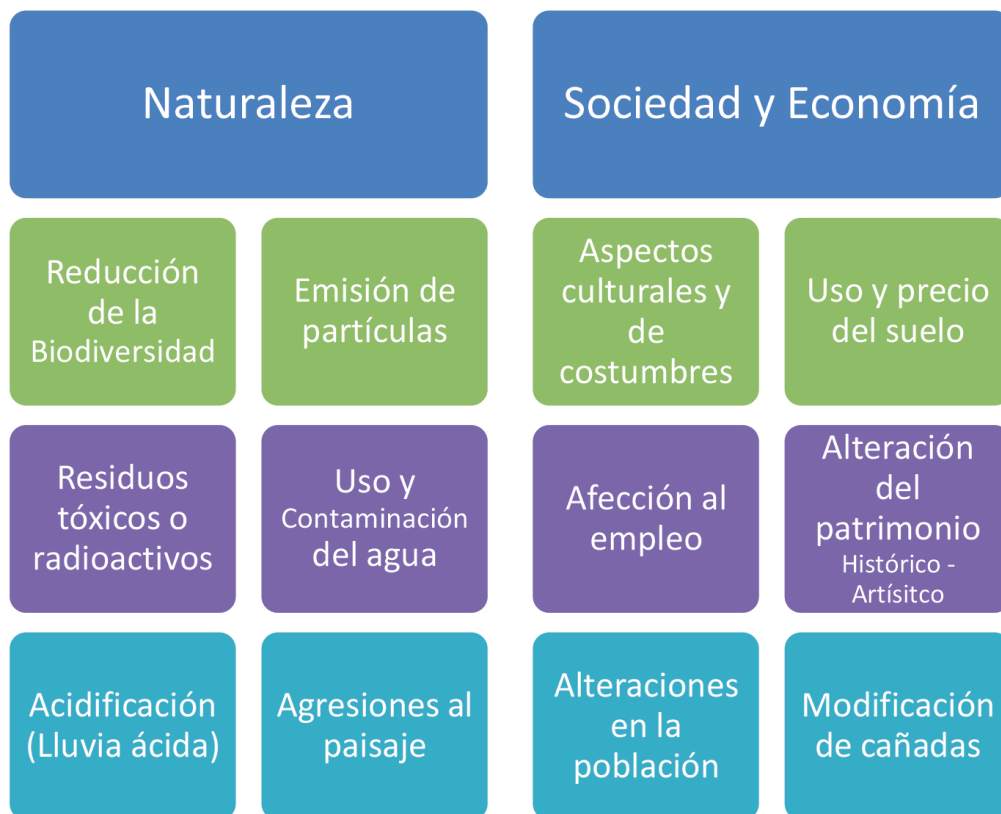 Naturaleza
Sociedad y Economía
Reducción
de la
Biodiversidad
Emisión de
partículas
Aspectos
culturales y
de
costumbres
Uso y precio
del suelo
Residuos
tóxicos o
radioactivos
Uso y
Contaminación
del agua
Afección al
empleo
Alteración
del
patrimonio
Histórico -
Artísitco
Acidificación
(Lluvia ácida)
Agresiones al
paisaje
Alteraciones
en la
población
Modificación
de cañadas